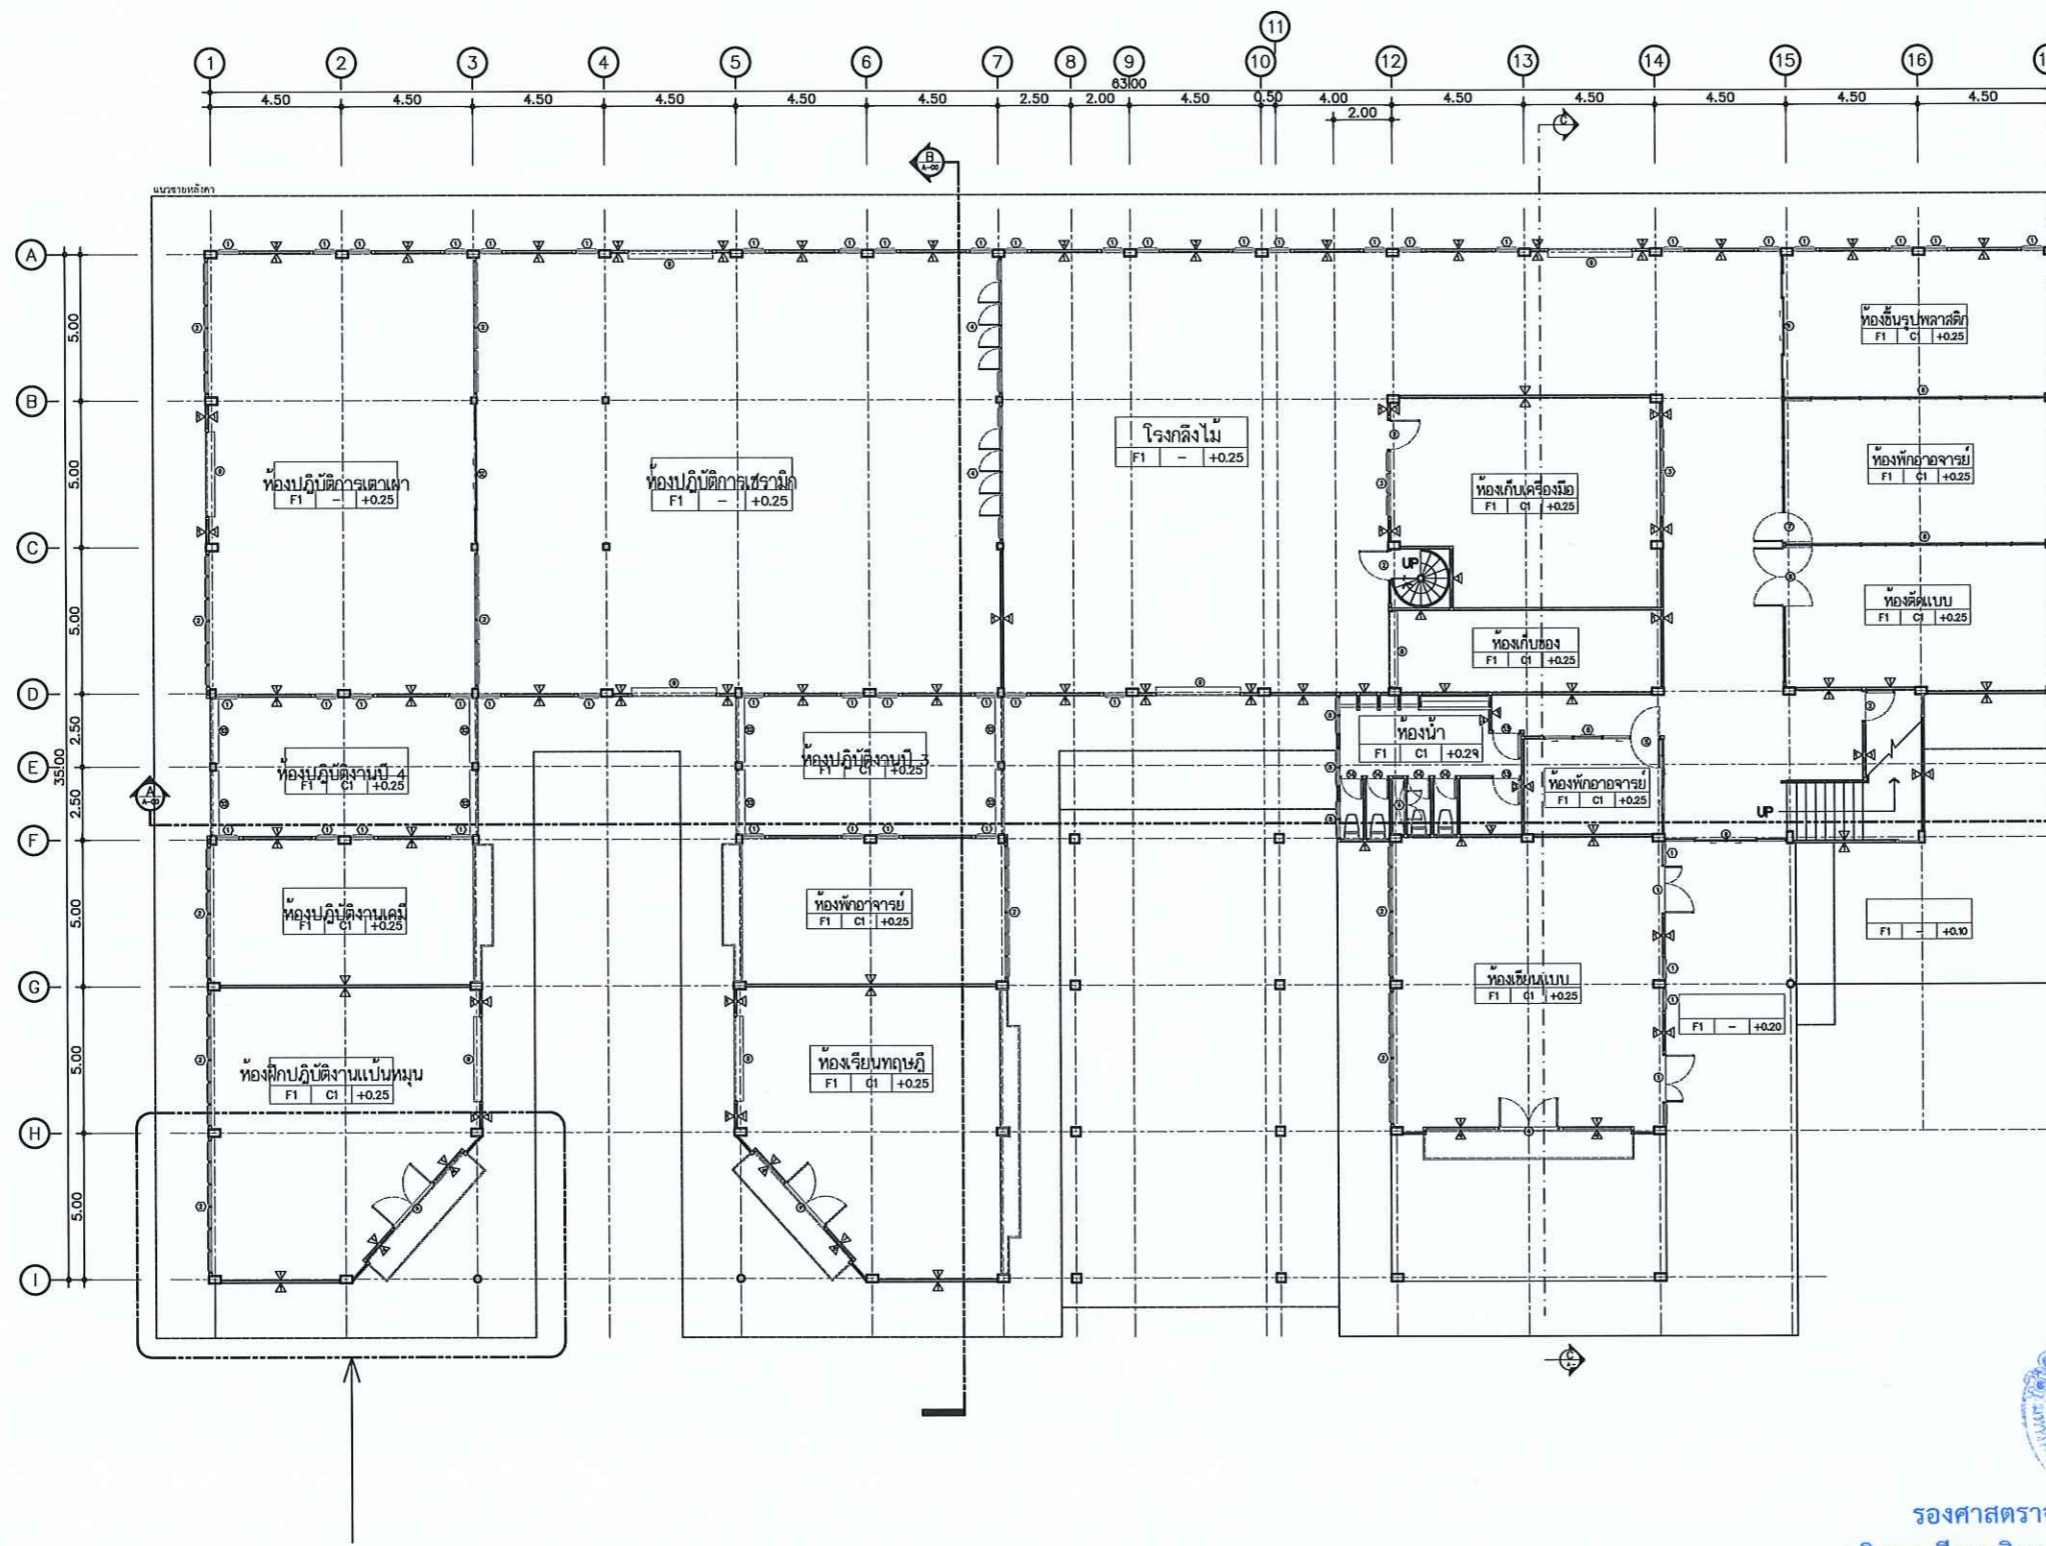 11
1 2 3 4 5 6 7 8 9 10 12 13 14 15 16
63.00
4.50 4.50 4.50 4.50 4.50 4.50 2.50 2.00 4.50 0.50 4.00 4.50 4.50 4.50 4.50 4.50
2.00
C
B
แนวชายหลังคา
A
5.00
ห้องขึ้นรูปพลาสติก
F1 C1 +0.25
B
โรงกลึงไม้
F1 - +0.25
5.00
ห้องปฏิบัติการเตาเผา
F1 - +0.25
ห้องปฏิบัติการเซรามิก
F1 - +0.25
ห้องเก็บเครื่องมือ
F1 C1 +0.25
ห้องพักอาอจารย์
F1 C1 +0.25
C
UP
5.00
ห้องตัดแบบ
F1 C1 +0.25
ห้องเก็บของ
F1 C1 +0.25
D
2.50
ห้องน้ำ
F1 C1 +0.29
35.00
E
ห้องปฏิบัติงานปี 4
F1 C1 +0.25
ห้องปฏิบัติงานปี 3
F1 C1 +0.25
ห้องพักอาอจารย์
F1 C1 +0.25
A
2.50
UP
F
5.00
ห้องปฏิบัติงานเคมี
F1 C1 +0.25
ห้องพักอาจารย์
F1 C1 +0.25
F1 - +0.10
G
ห้องเขียนแบบ
F1 C1 +0.25
F1 - +0.20
5.00
ห้องฝึกปฏิบัติงานแป้นหมุน
F1 C1 +0.25
ห้องเรียนทฤษฎี
F1 C1 +0.25
H
5.00
I
C